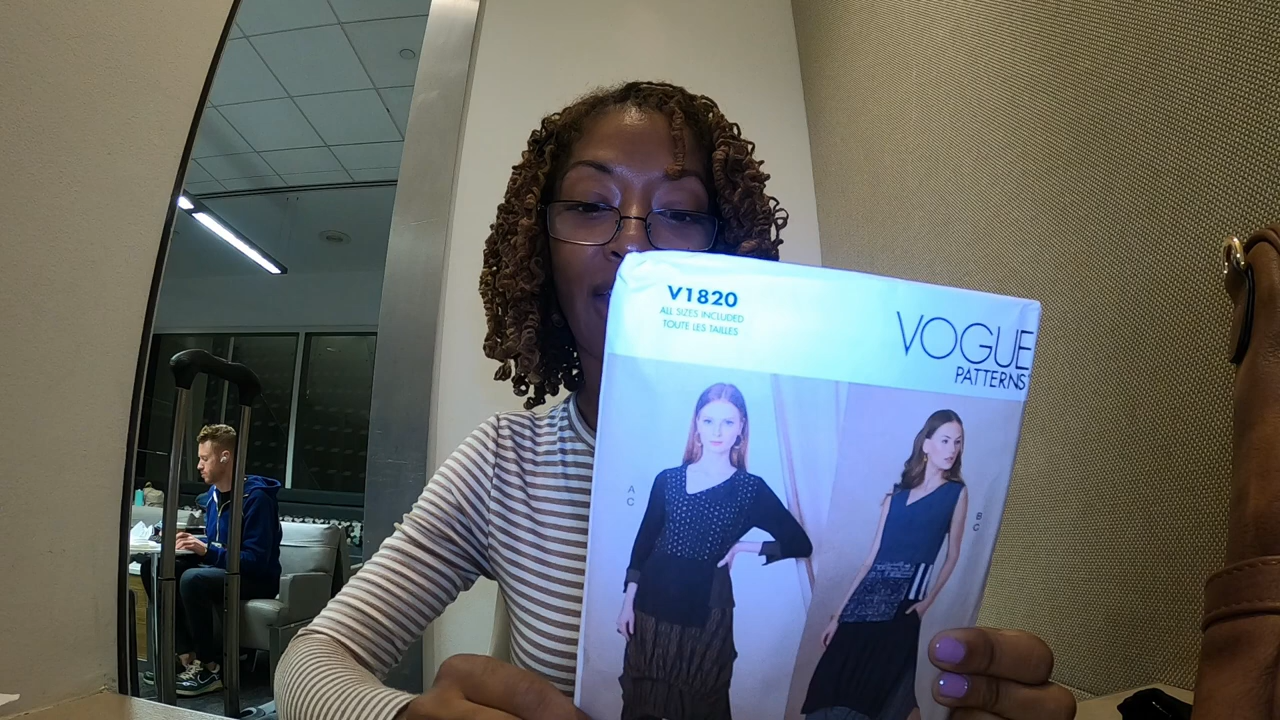 V1820
ALL SIZES INCLUDED
TOUTE LES TAILLES
VOGUE
PATTERNS
A
C
B
C